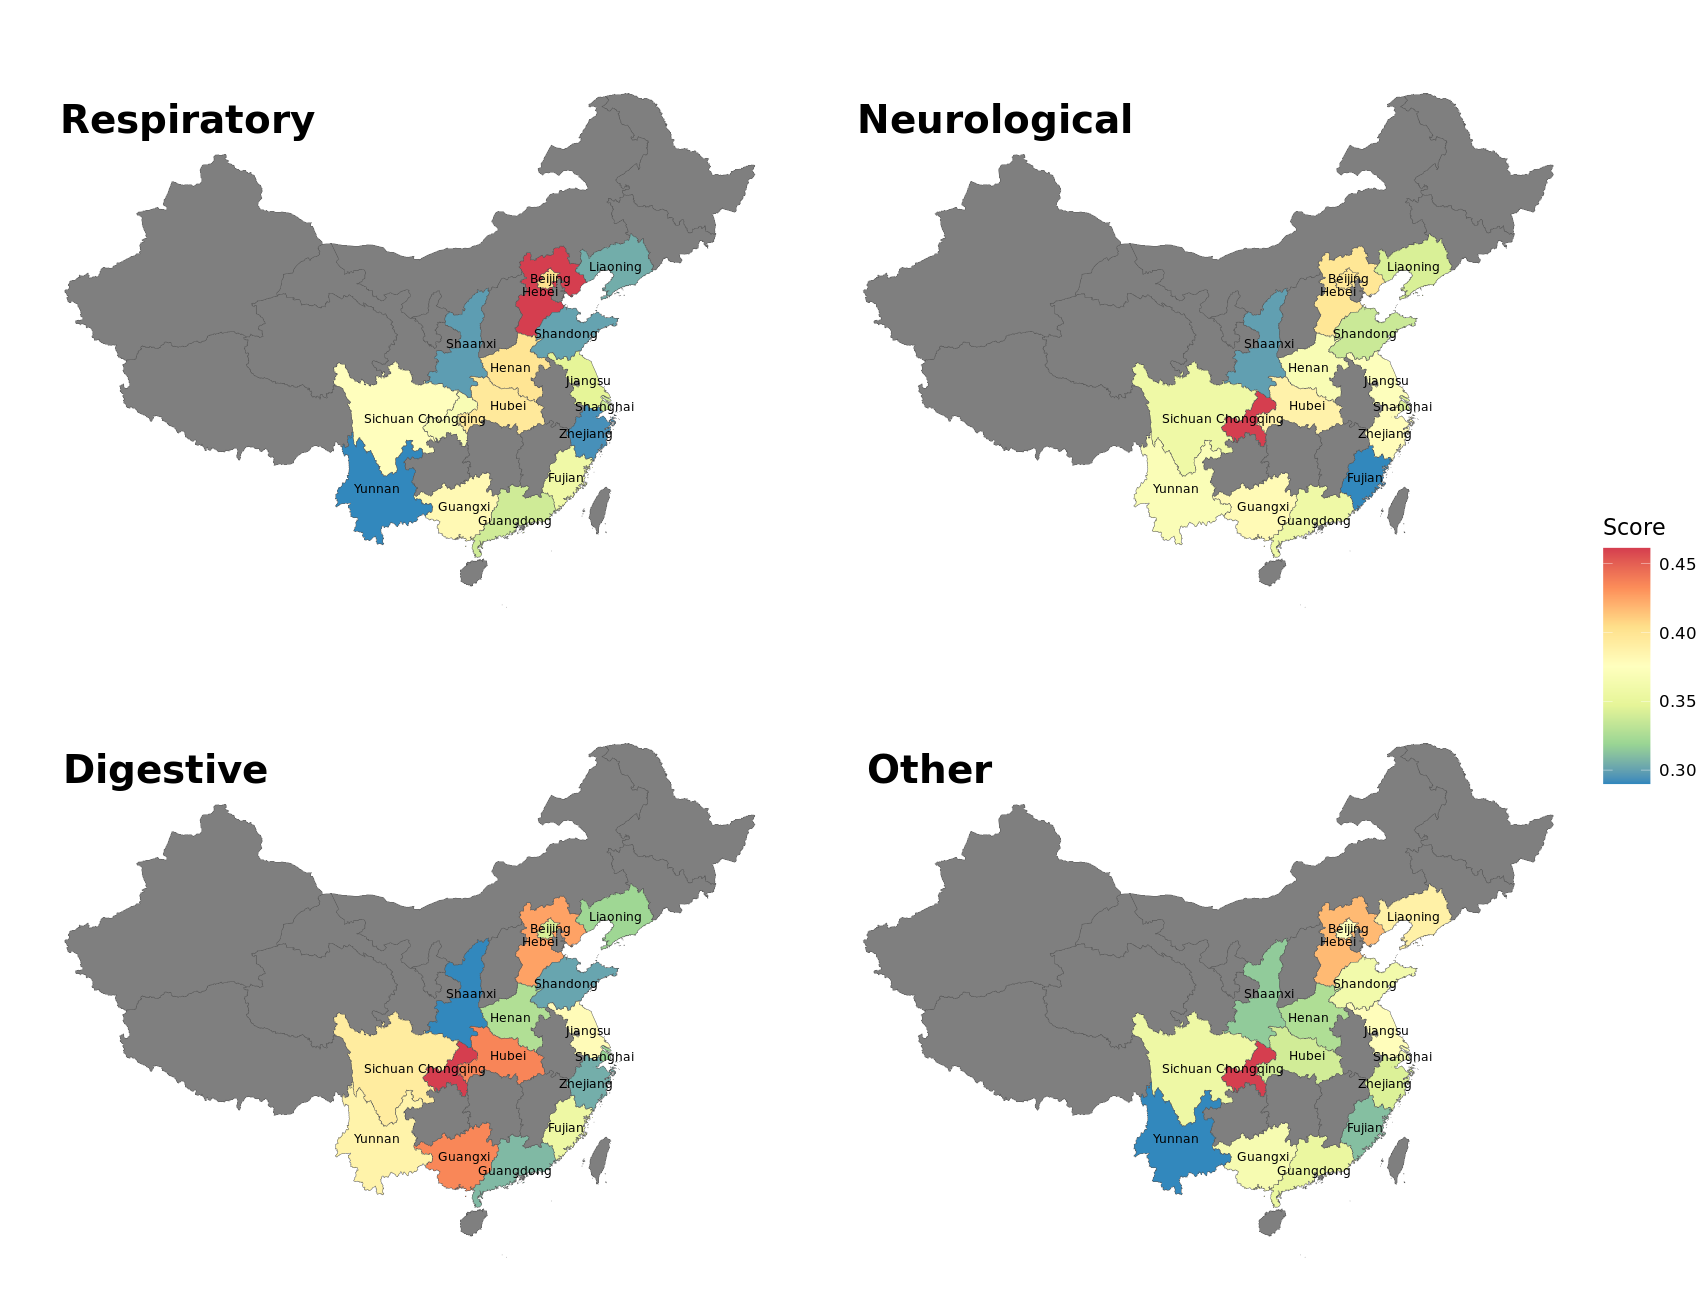 Respiratory
Liaoning
Beijing
Hebei
Shandong
Shaanxi
Henan
Jiangsu
Hubei
Shanghai
Sichuan Chongqing
Zhejiang
Fujian
Yunnan
Guangxi
Guangdong
Neurological
Liaoning
Beijing
Hebei
Shandong
Shaanxi
Henan
Jiangsu
Hubei
Shanghai
Sichuan Chongqing
Zhejiang
Fujian
Yunnan
Guangxi
Guangdong
Score
0.45
0.40
0.35
0.30
Digestive
Liaoning
Beijing
Hebei
Shandong
Shaanxi
Henan
Jiangsu
Hubei
Shanghai
Sichuan Chongqing
Zhejiang
Fujian
Yunnan
Guangxi
Guangdong
Other
Liaoning
Beijing
Hebei
Shandong
Shaanxi
Henan
Jiangsu
Hubei
Shanghai
Sichuan Chongqing
Zhejiang
Fujian
Yunnan
Guangxi
Guangdong